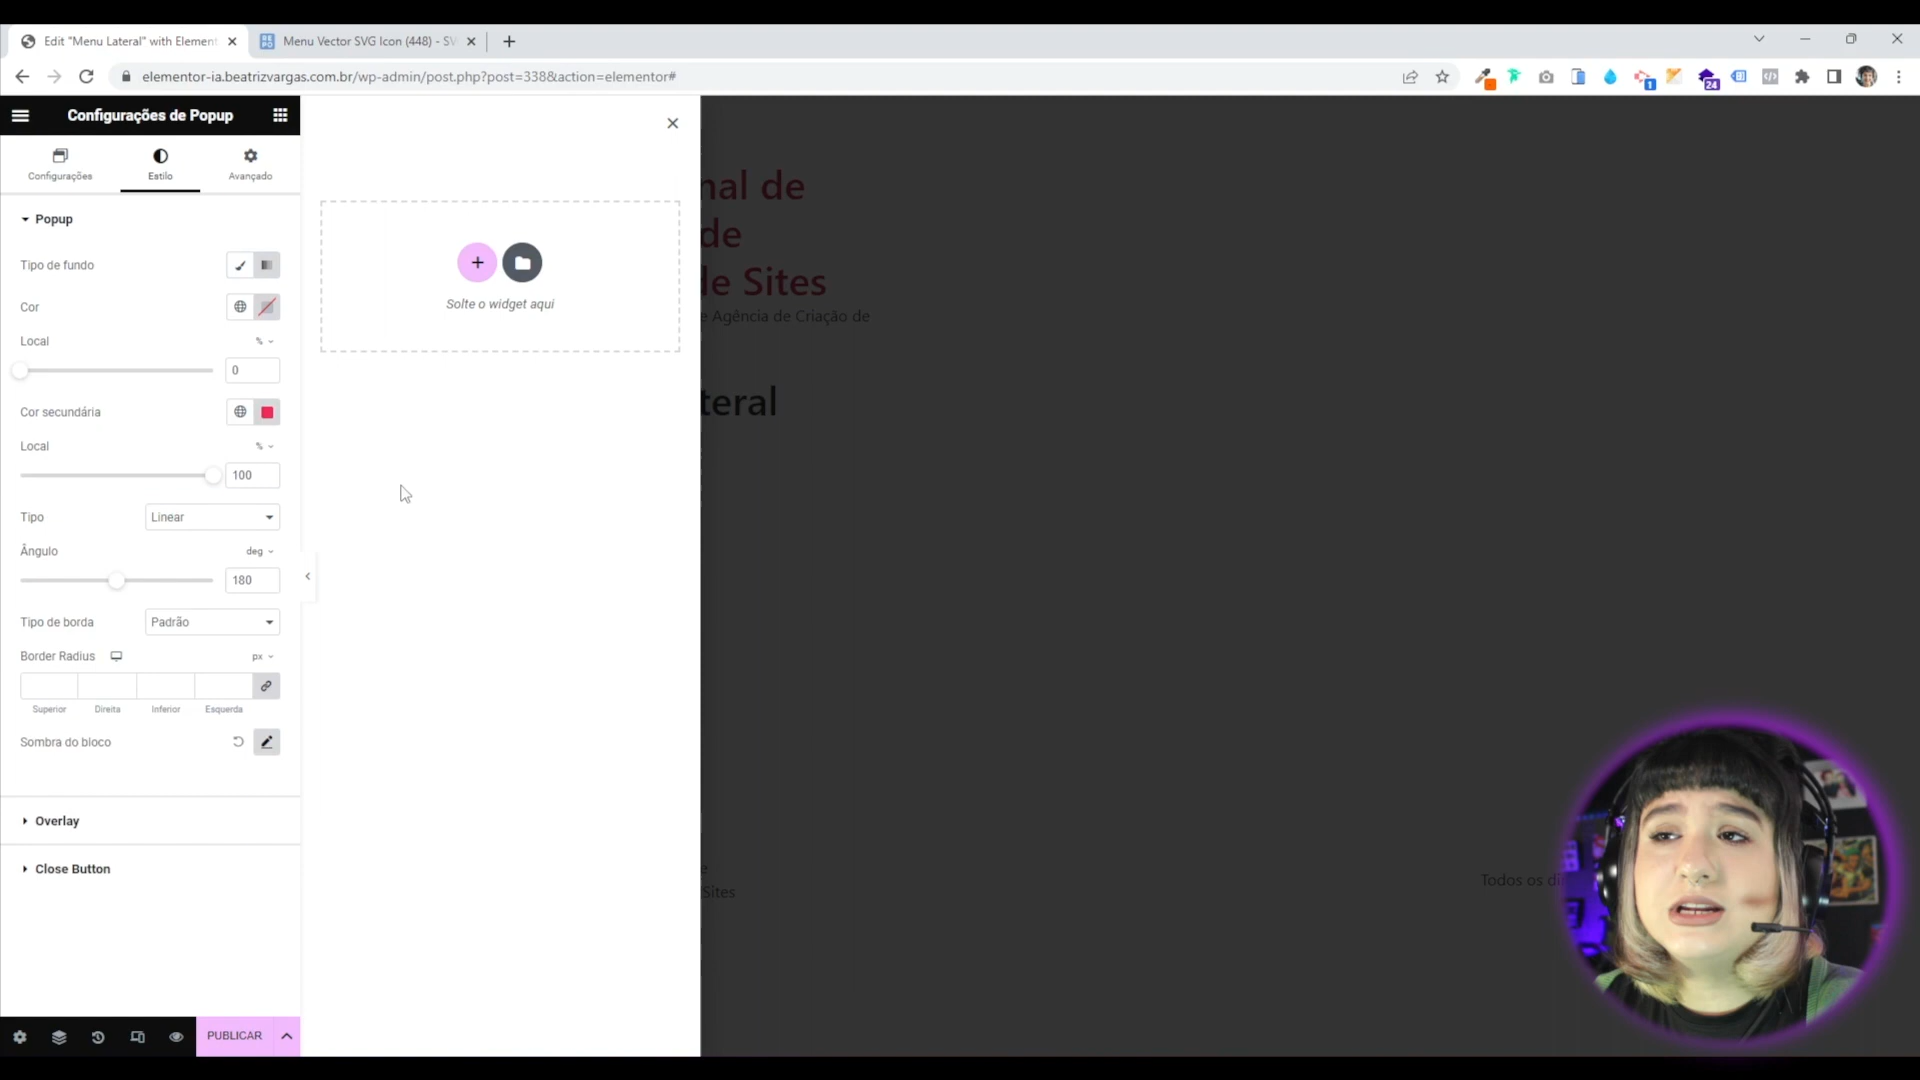 Edit "Menu Lateral" with Element
Menu Vector SVG Icon (448) - SV
elementor-ia.beatrizvargas.com.br/wp-admin/post.php?post=338&action=elementor#
1
24
Configurações de Popup
Configurações
Estilo
Avançado
Popup
Tipo de fundo
Cor
Local
%
0
Cor secundária
Local
%
100
Tipo
Linear
Ângulo
deg
180
Tipo de borda
Padrão
Border Radius
px
Superior
Direita
Inferior
Esquerda
Sombra do bloco
Overlay
Close Button
PUBLICAR
Solte o widget aqui
nal de
de
de Sites
e Agência de Criação de
teral
e
Sites
Todos os di